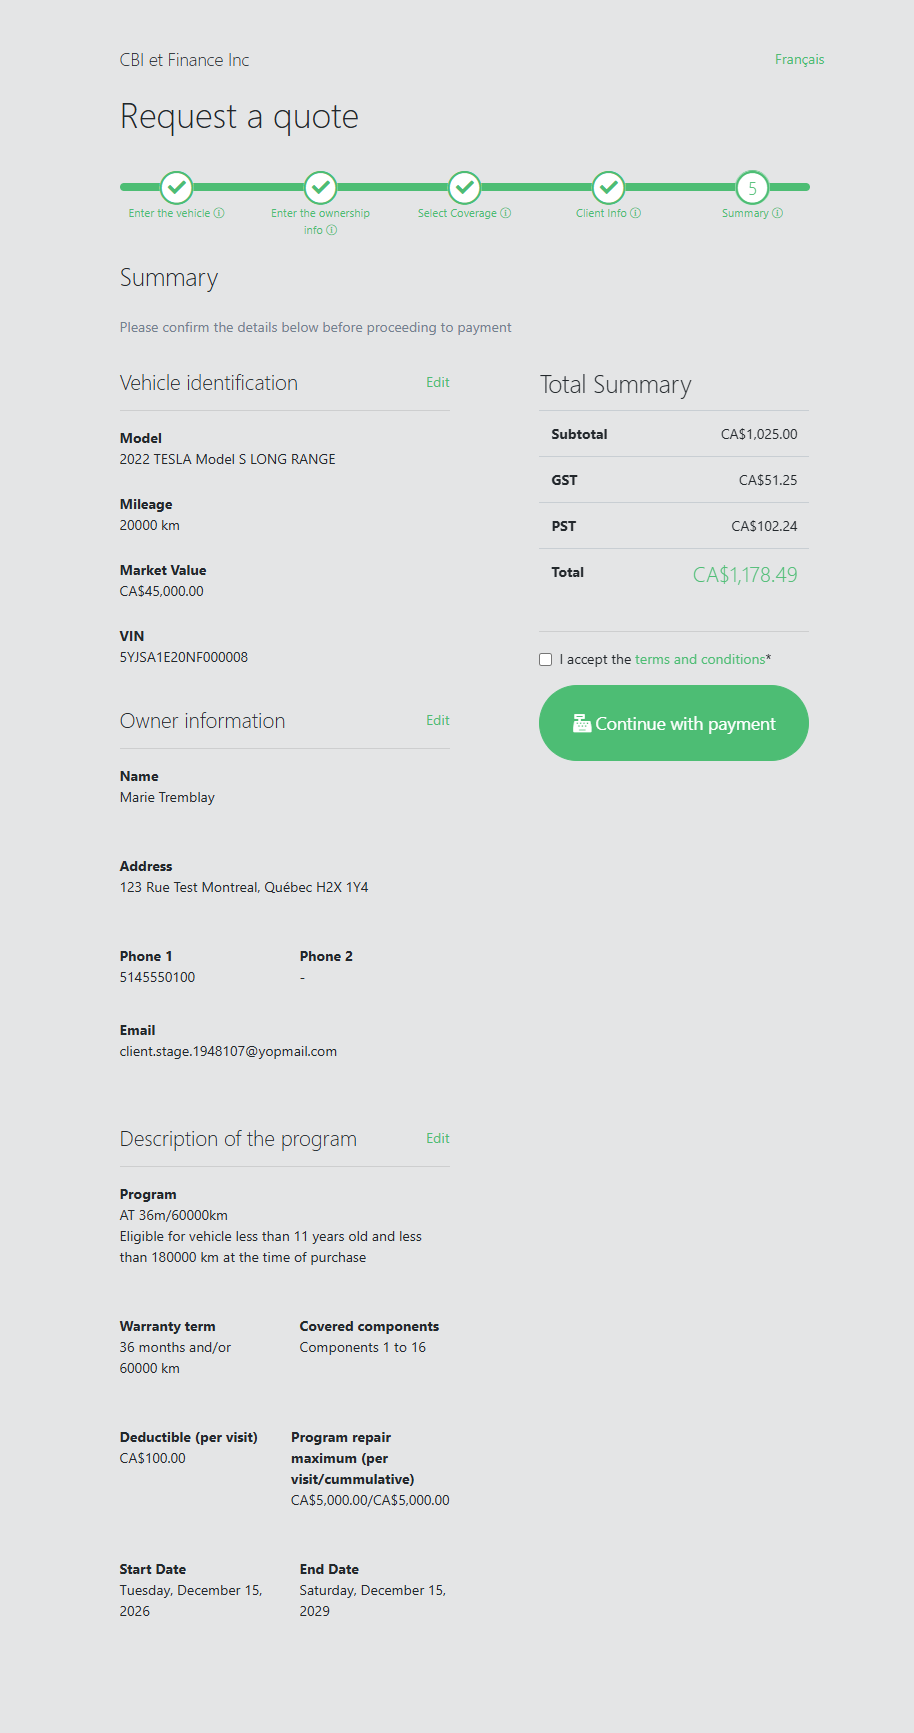 CBI et Finance Inc
Français
Request a quote
5
Enter the vehicle ⓘ
Enter the ownership
info ⓘ
Select Coverage ⓘ
Client Info ⓘ
Summary ⓘ
Summary
Please confirm the details below before proceeding to payment
Vehicle identification
Edit
Model
2022 TESLA Model S LONG RANGE
Mileage
20000 km
Market Value
CA$45,000.00
VIN
5YJSA1E20NF000008
Owner information
Edit
Name
Marie Tremblay
Address
123 Rue Test Montreal, Québec H2X 1Y4
Phone 1
5145550100
Phone 2
-
Email
client.stage.1948107@yopmail.com
Description of the program
Edit
Program
AT 36m/60000km
Eligible for vehicle less than 11 years old and less
than 180000 km at the time of purchase
Warranty term
36 months and/or
60000 km
Covered components
Components 1 to 16
Deductible (per visit)
CA$100.00
Program repair
maximum (per
visit/cummulative)
CA$5,000.00/CA$5,000.00
Start Date
Tuesday, December 15,
2026
End Date
Saturday, December 15,
2029
Total Summary
Subtotal CA$1,025.00
GST CA$51.25
PST CA$102.24
Total CA$1,178.49
I accept the terms and conditions*
Continue with payment